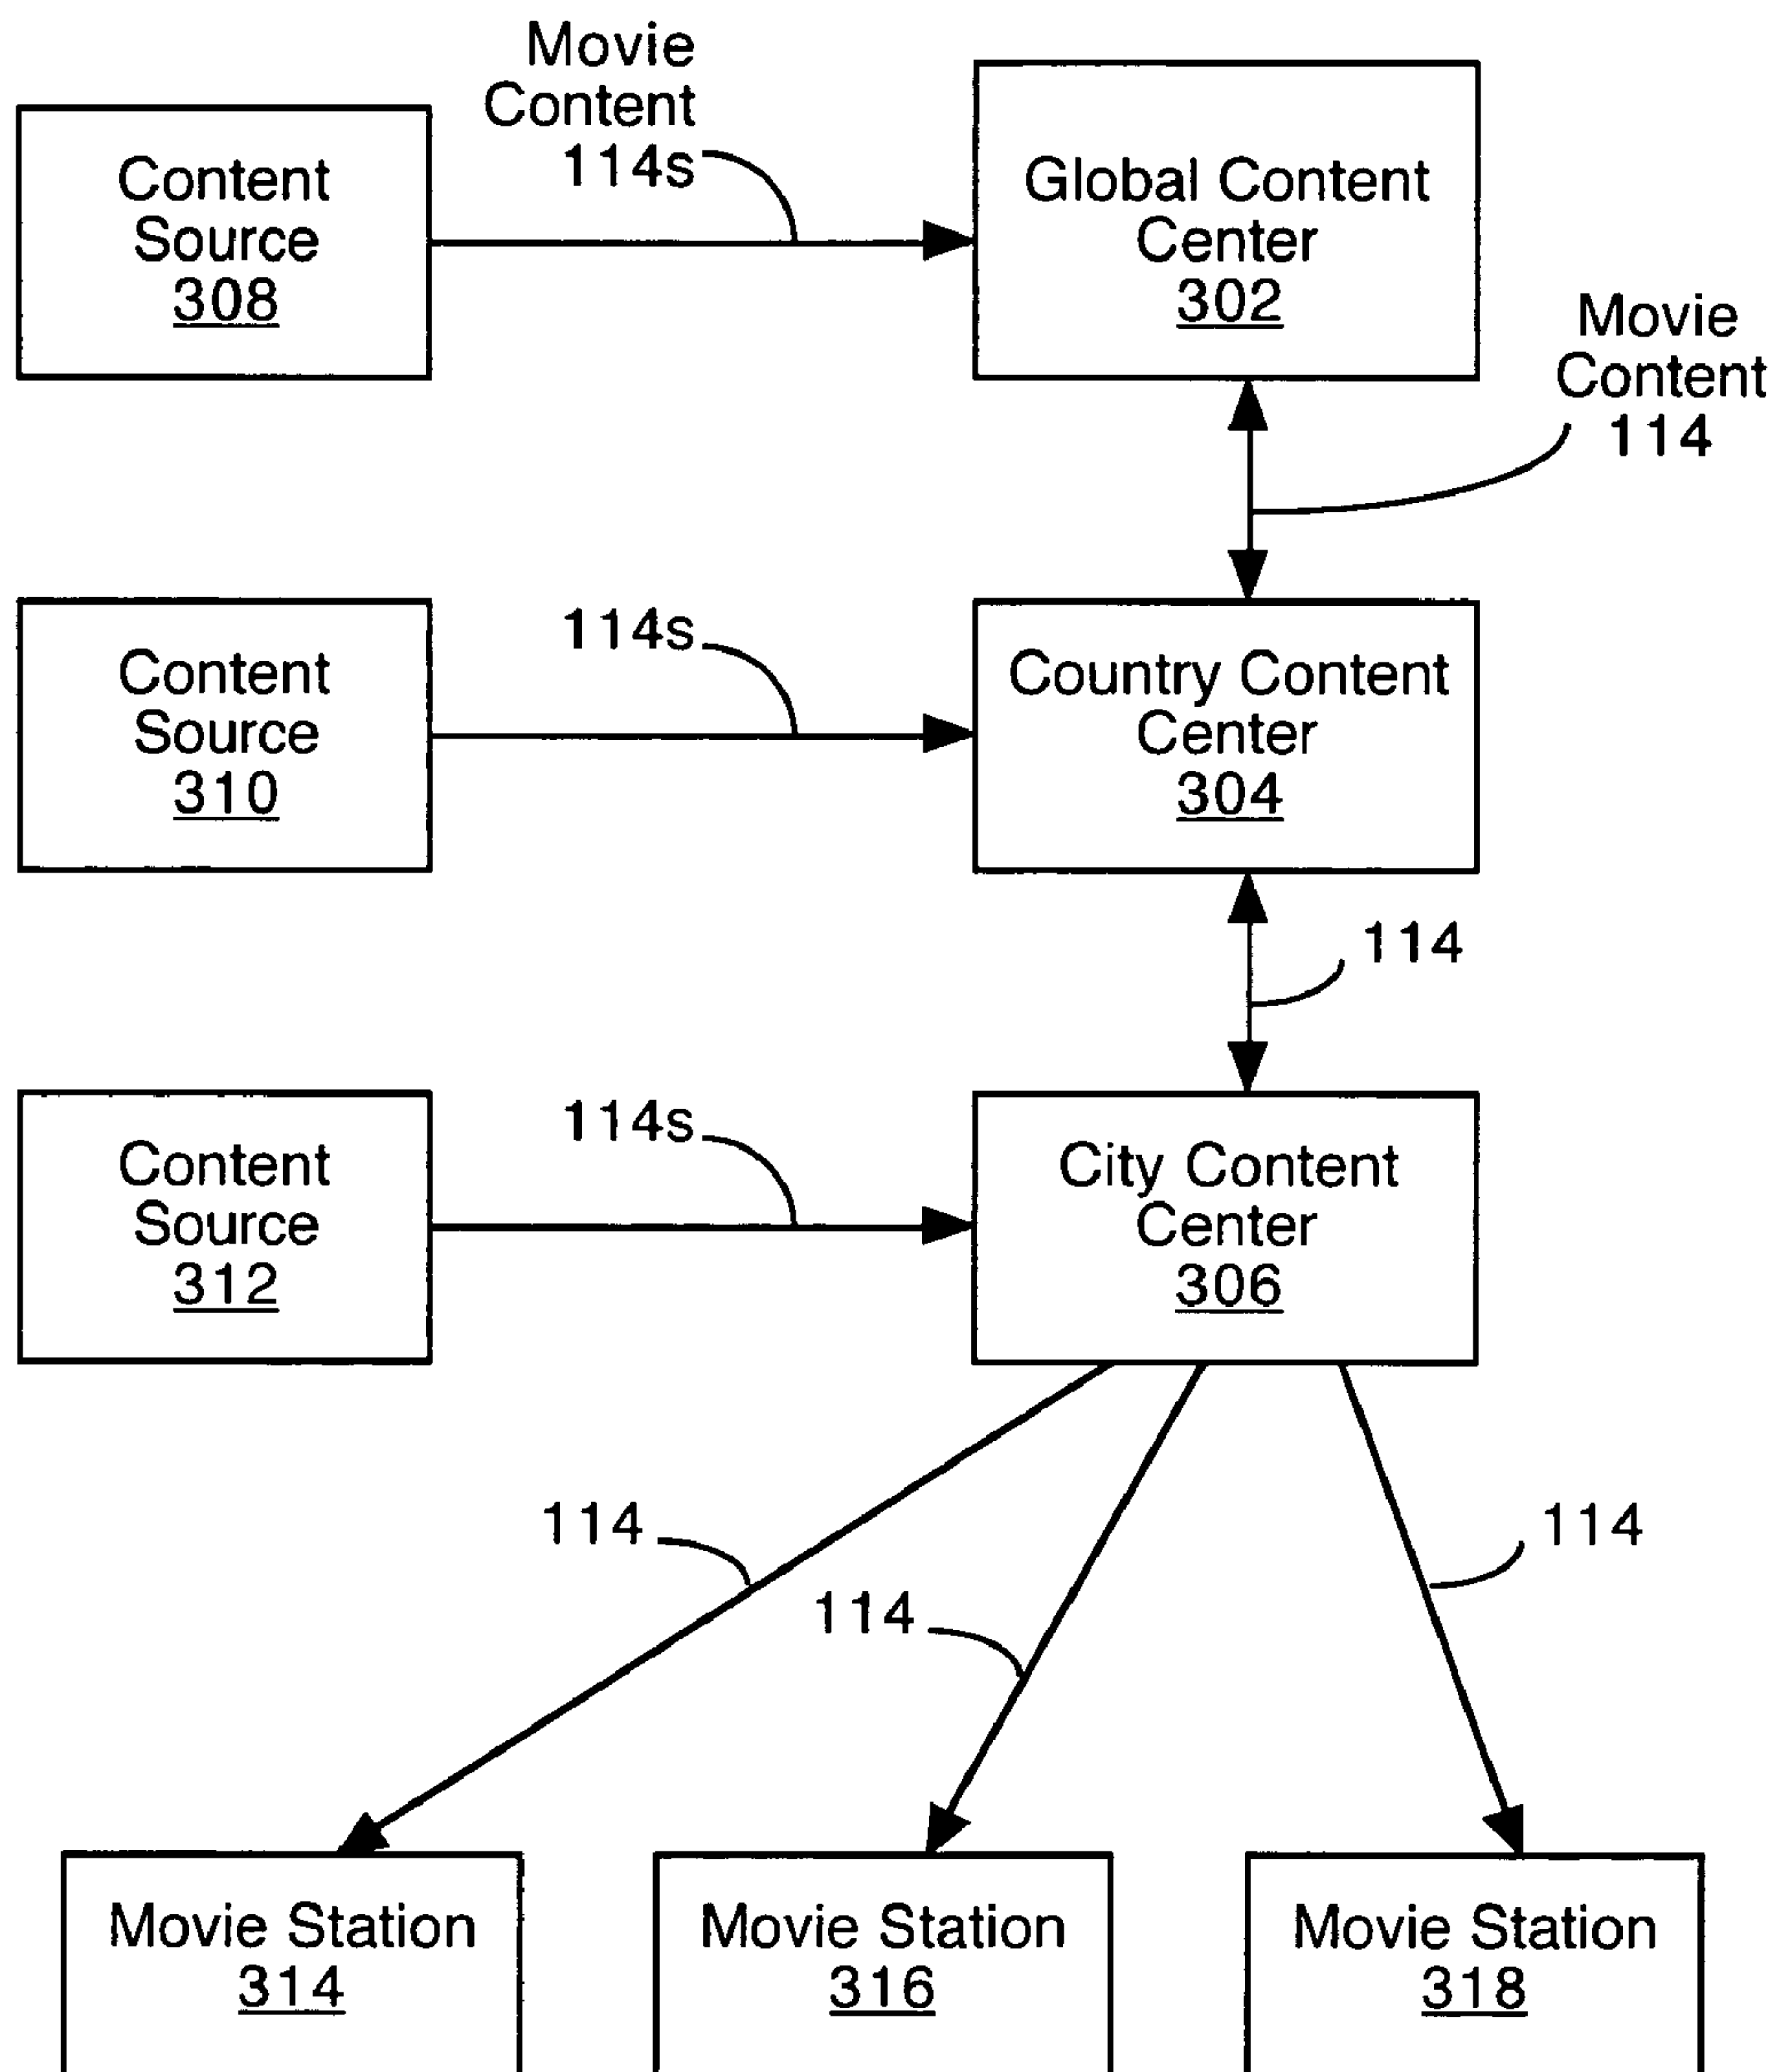 Movie
Content
114s
Content
Source
308
Global Content
Center
302
Movie
Content
114
Content
Source
310
114s
Country Content
Center
304
114
Content
Source
312
114s
City Content
Center
306
114
114
114
Movie Station
314
Movie Station
316
Movie Station
318